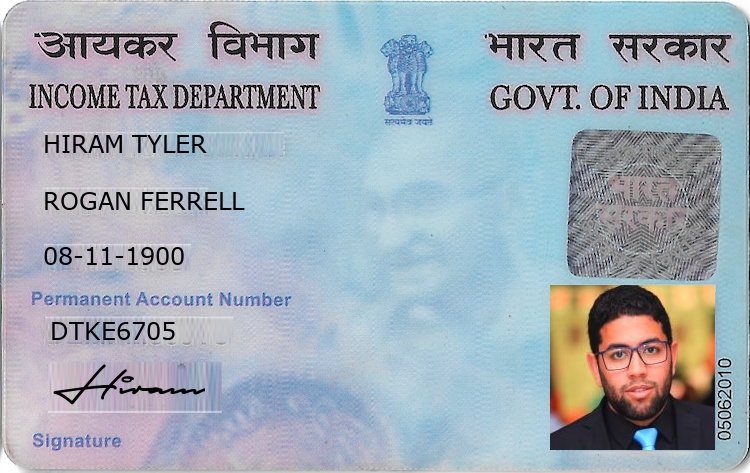 आयकर विभाग
भारत सरकार
INCOME TAX DEPARTMENT
GOVT. OF INDIA
सत्यमेव जयते
HIRAM TYLER
भारत
सरकार
ROGAN FERRELL
08-11-1900
Permanent Account Number
DTKE6705
Hiram
Signature
05062010